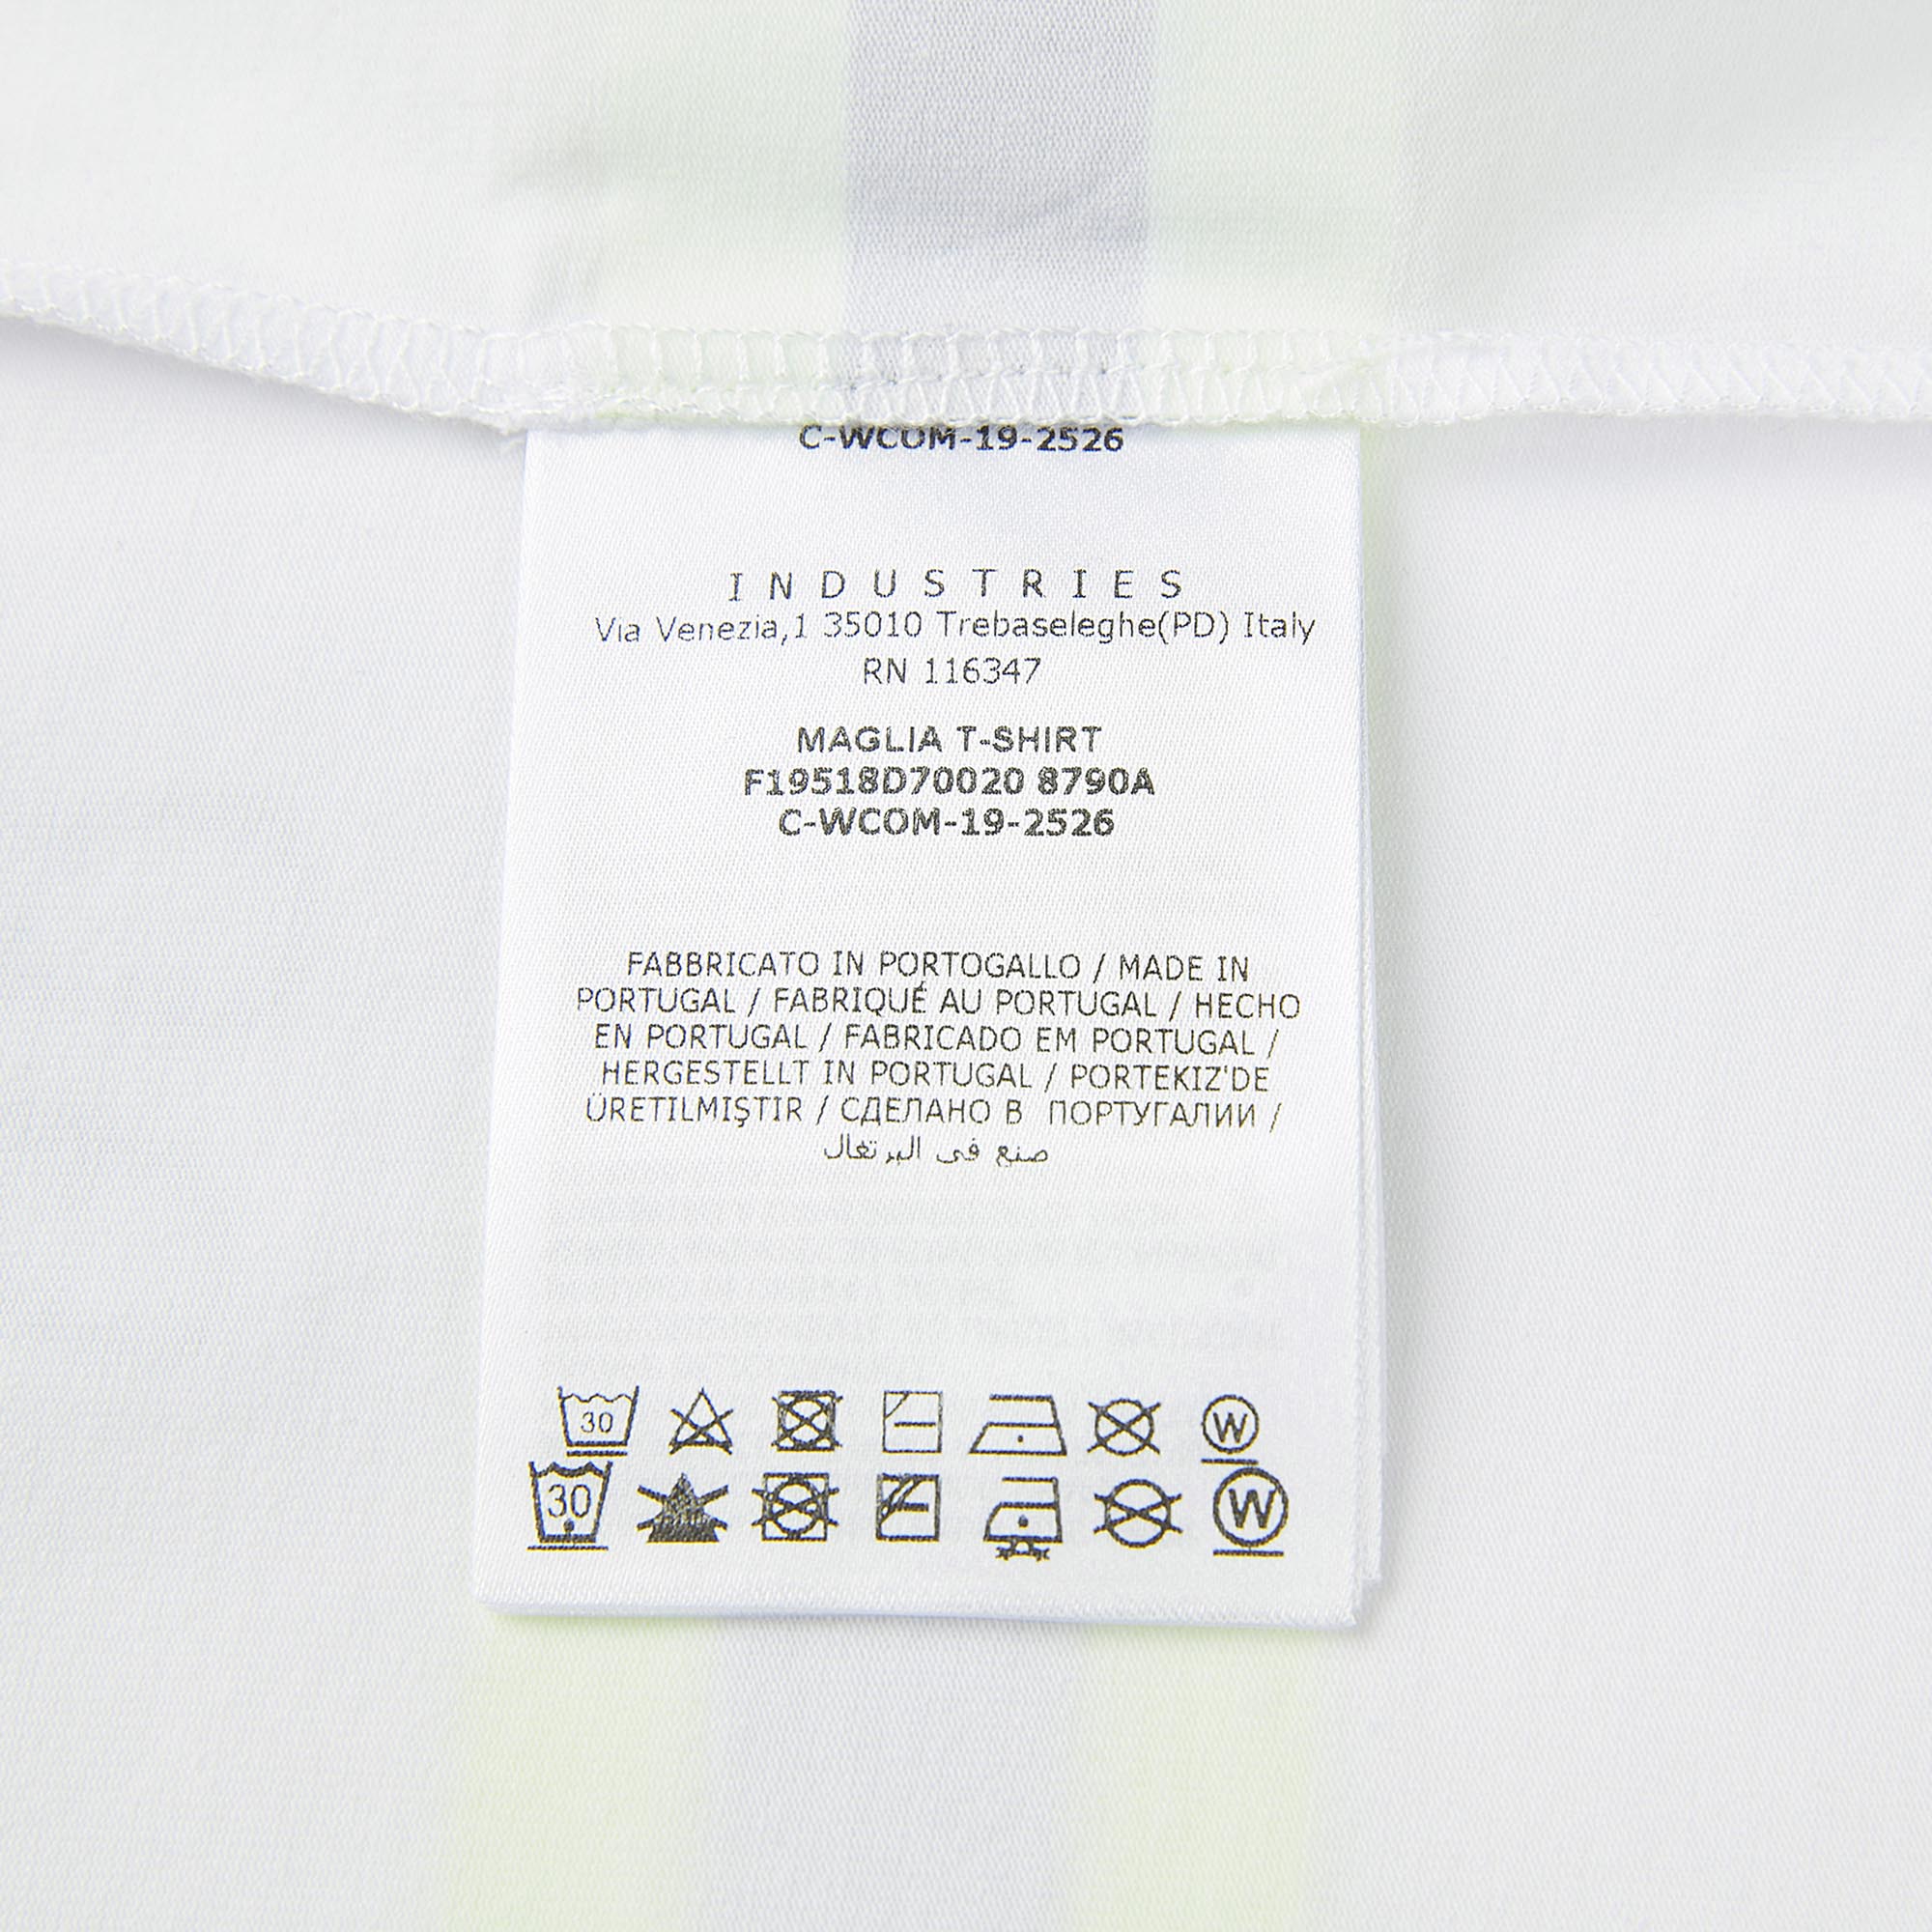 C-WCOM-19-2526
INDUSTRIES
Via Venezia,1 35010 Trebaseleghe(PD) Italy
RN 116347
MAGLIA T-SHIRT
F19518D70020 8790A
C-WCOM-19-2526
FABBRICATO IN PORTOGALLO / MADE IN
PORTUGAL / FABRIQUÉ AU PORTUGAL / HECHO
EN PORTUGAL / FABRICADO EM PORTUGAL /
HERGESTELLT IN PORTUGAL / PORTEKIZ'DE
ÜRETILMIŞTIR / СДЕЛАНО В ПОРТУГАЛИИ /
صنع في البرتغال
30 W
30 W